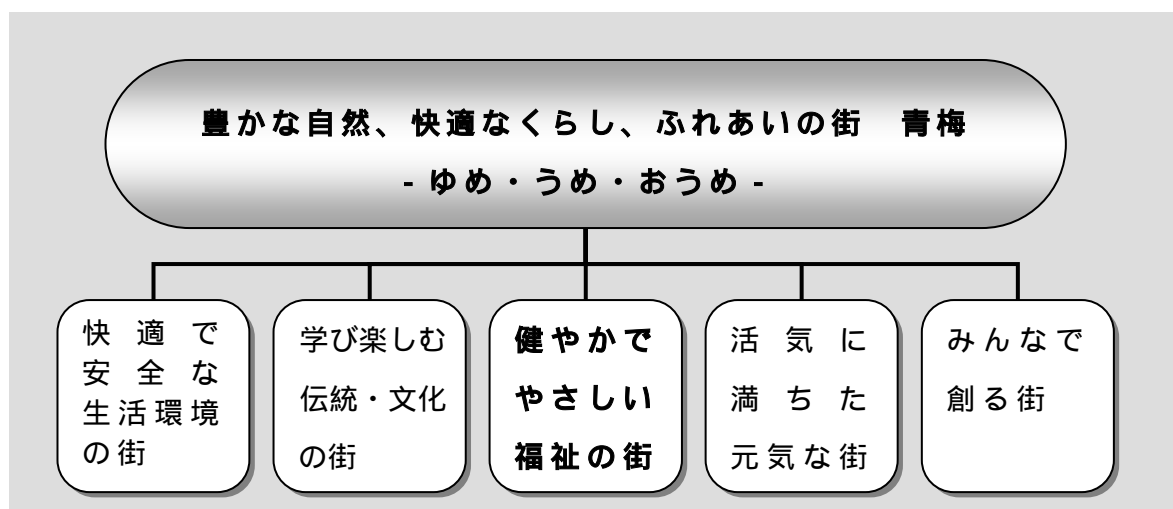 豊かな自然、快適なくらし、ふれあいの街　青梅
- ゆめ・うめ・おうめ -
快適で
安全な
生活環境
の街
学び楽しむ
伝統・文化
の街
健やかで
やさしい
福祉の街
活気に
満ちた
元気な街
みんなで
創る街